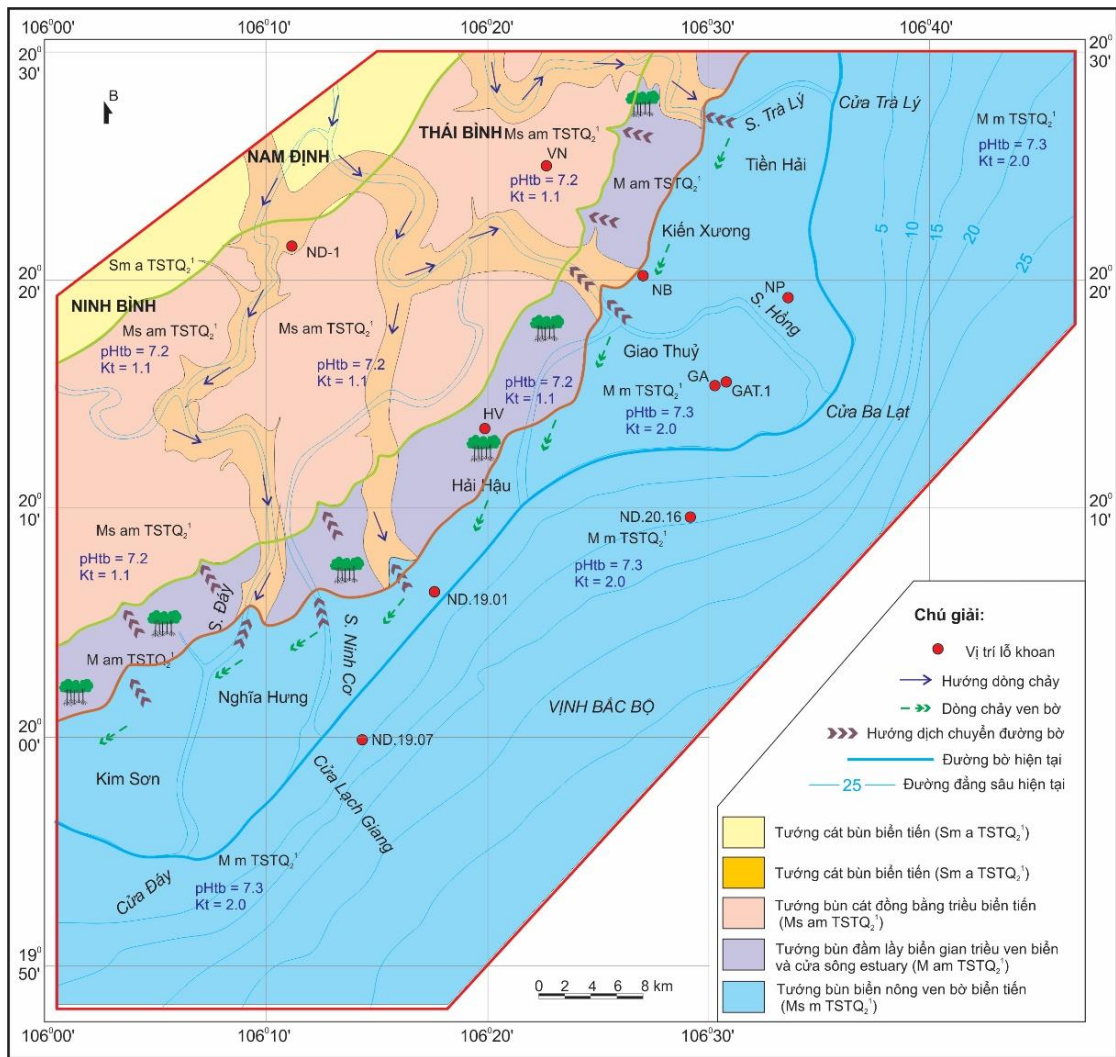 106⁰00'
106⁰10'
106⁰20'
106⁰30'
106⁰40'
20⁰
30'
20⁰
30'
B
S. Trà Lý
Cửa Trà Lý
M m TSTQ₂¹
pHtb = 7.3
Kt = 2.0
THÁI BÌNH
Ms am TSTQ₂¹
VN
pHtb = 7.2
Kt = 1.1
NAM ĐỊNH
Tiền Hải
M am TSTQ₂¹
Kiến Xương
5
10
15
20
25
ND-1
Sm a TSTQ₂¹
20⁰
20'
20⁰
20'
NB
NP
S. Hồng
NINH BÌNH
Ms am TSTQ₂¹
pHtb = 7.2
Kt = 1.1
Ms am TSTQ₂¹
pHtb = 7.2
Kt = 1.1
Giao Thuỷ
GA
GAT.1
M m TSTQ₂¹
pHtb = 7.3
Kt = 2.0
pHtb = 7.2
Kt = 1.1
Cửa Ba Lạt
HV
Hải Hậu
20⁰
10'
20⁰
10'
ND.20.16
M m TSTQ₂¹
pHtb = 7.3
Kt = 2.0
Ms am TSTQ₂¹
pHtb = 7.2
Kt = 1.1
ND.19.01
S. Đáy
S. Ninh Cơ
M am TSTQ₂¹
Nghĩa Hưng
VỊNH BẮC BỘ
20⁰
00'
20⁰
00'
ND.19.07
Kim Sơn
Cửa Lạch Giang
Cửa Đáy
M m TSTQ₂¹
pHtb = 7.3
Kt = 2.0
19⁰
50'
19⁰
50'
0 2 4 6 8 km
Chú giải:
Vị trí lỗ khoan
Hướng dòng chảy
Dòng chảy ven bờ
Hướng dịch chuyển đường bờ
Đường bờ hiện tại
25
Đường đẳng sâu hiện tại
Tướng cát bùn biển tiến (Sm a TSTQ₂¹)
Tướng cát bùn biển tiến (Sm a TSTQ₂¹)
Tướng bùn cát đồng bằng triều biển tiến
(Ms am TSTQ₂¹)
Tướng bùn đầm lầy biển gian triều ven biển
và cửa sông estuary (M am TSTQ₂¹)
Tướng bùn biển nông ven bờ biển tiến
(Ms m TSTQ₂¹)
106⁰00'
106⁰10'
106⁰20'
106⁰30'
106⁰40'